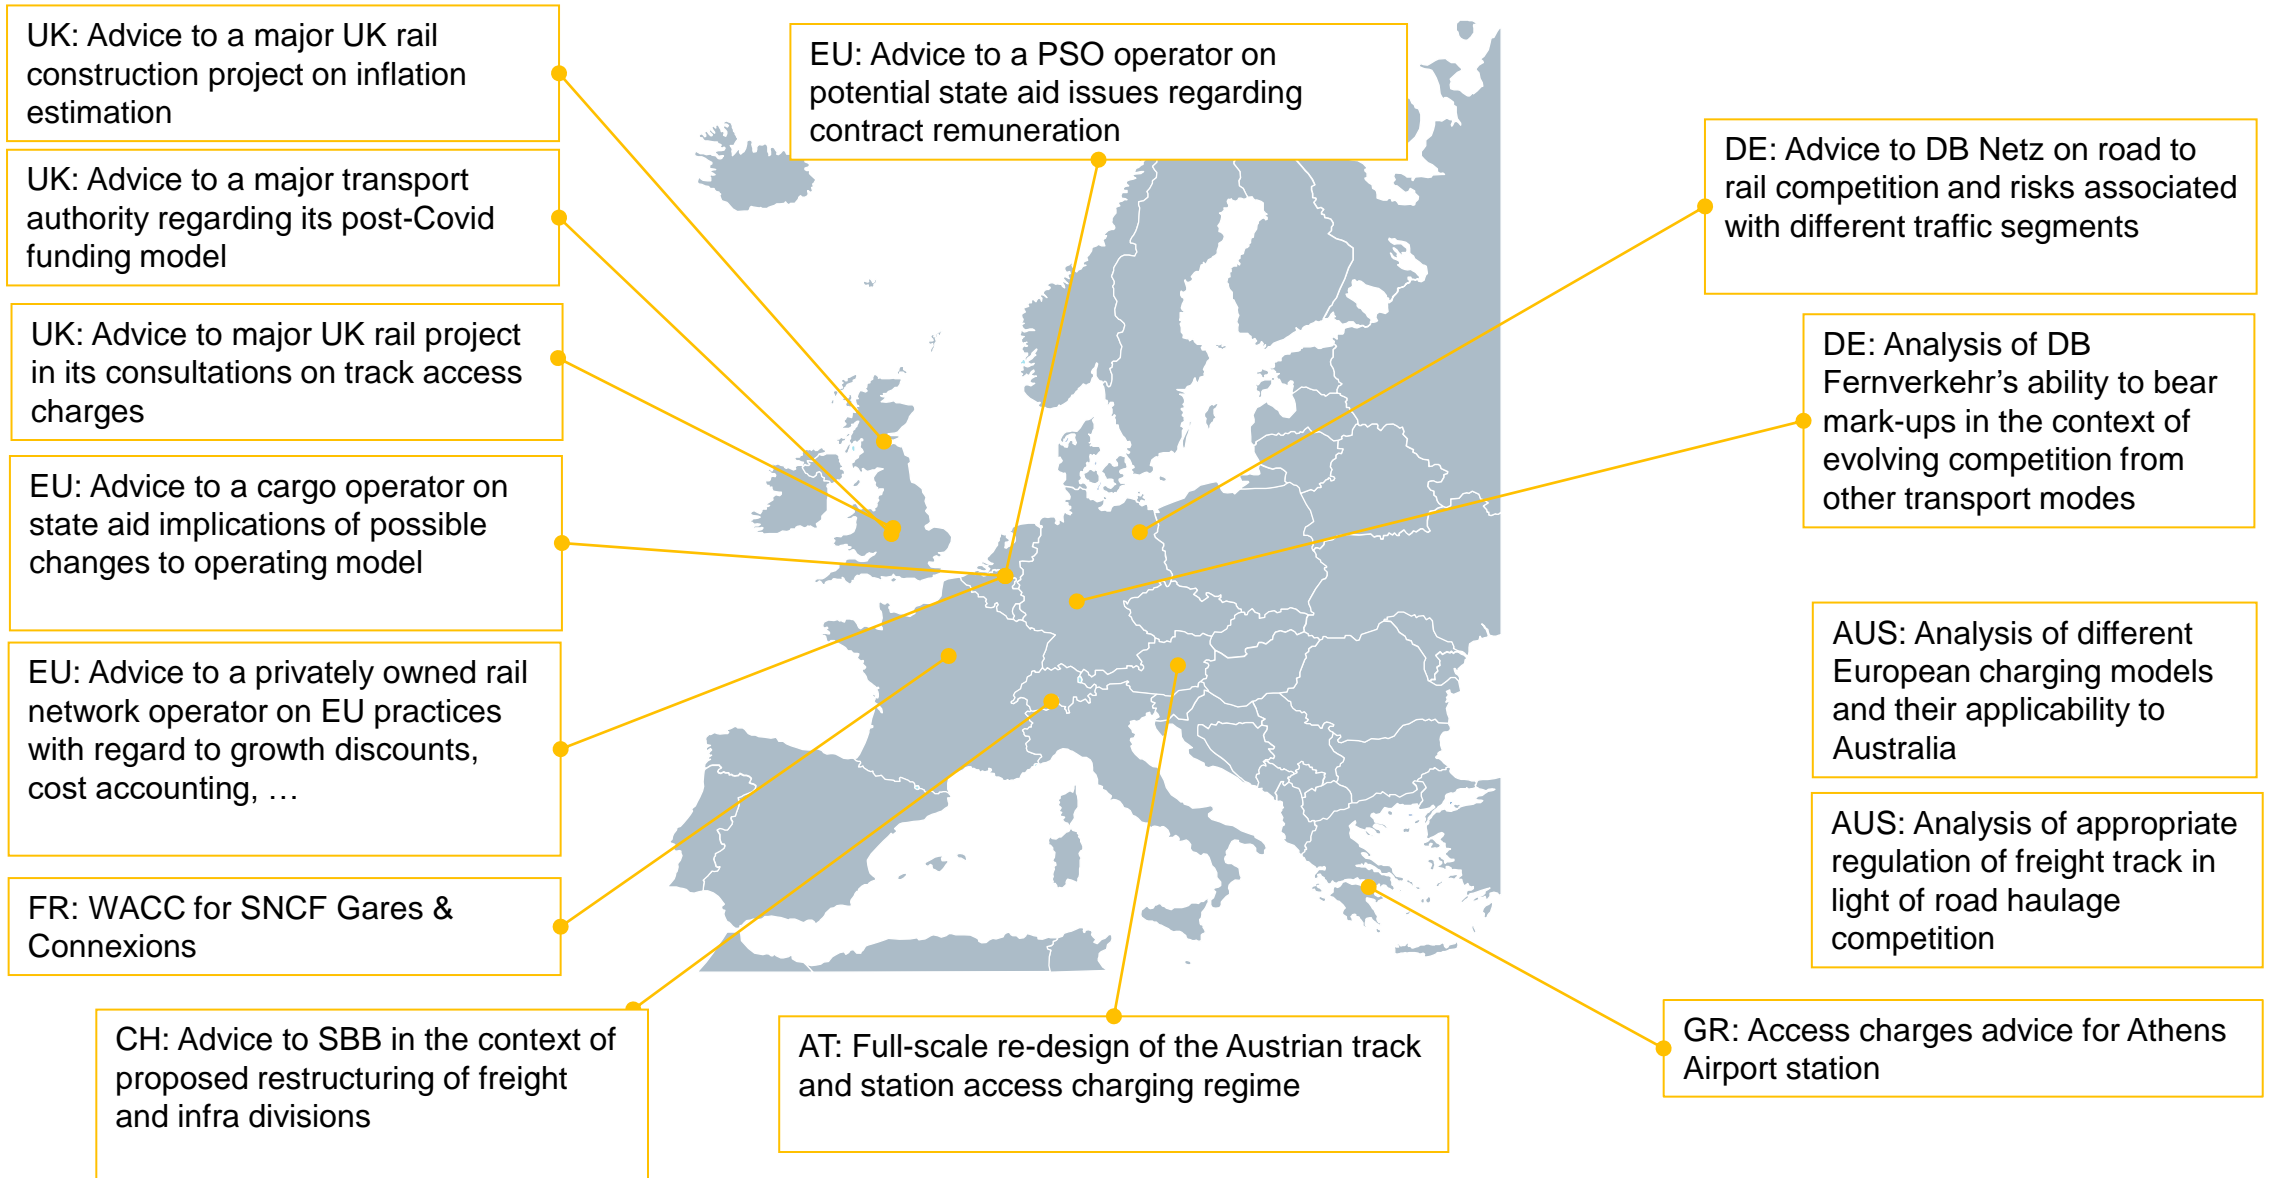 UK: Advice to a major UK rail
construction project on inflation
estimation
UK: Advice to a major transport
authority regarding its post-Covid
funding model
UK: Advice to major UK rail project
in its consultations on track access
charges
EU: Advice to a cargo operator on
state aid implications of possible
changes to operating model
EU: Advice to a privately owned rail
network operator on EU practices
with regard to growth discounts,
cost accounting, …
FR: WACC for SNCF Gares &
Connexions
CH: Advice to SBB in the context of
proposed restructuring of freight
and infra divisions
EU: Advice to a PSO operator on
potential state aid issues regarding
contract remuneration
AT: Full-scale re-design of the Austrian track
and station access charging regime
DE: Advice to DB Netz on road to
rail competition and risks associated
with different traffic segments
DE: Analysis of DB
Fernverkehr’s ability to bear
mark-ups in the context of
evolving competition from
other transport modes
AUS: Analysis of different
European charging models
and their applicability to
Australia
AUS: Analysis of appropriate
regulation of freight track in
light of road haulage
competition
GR: Access charges advice for Athens
Airport station